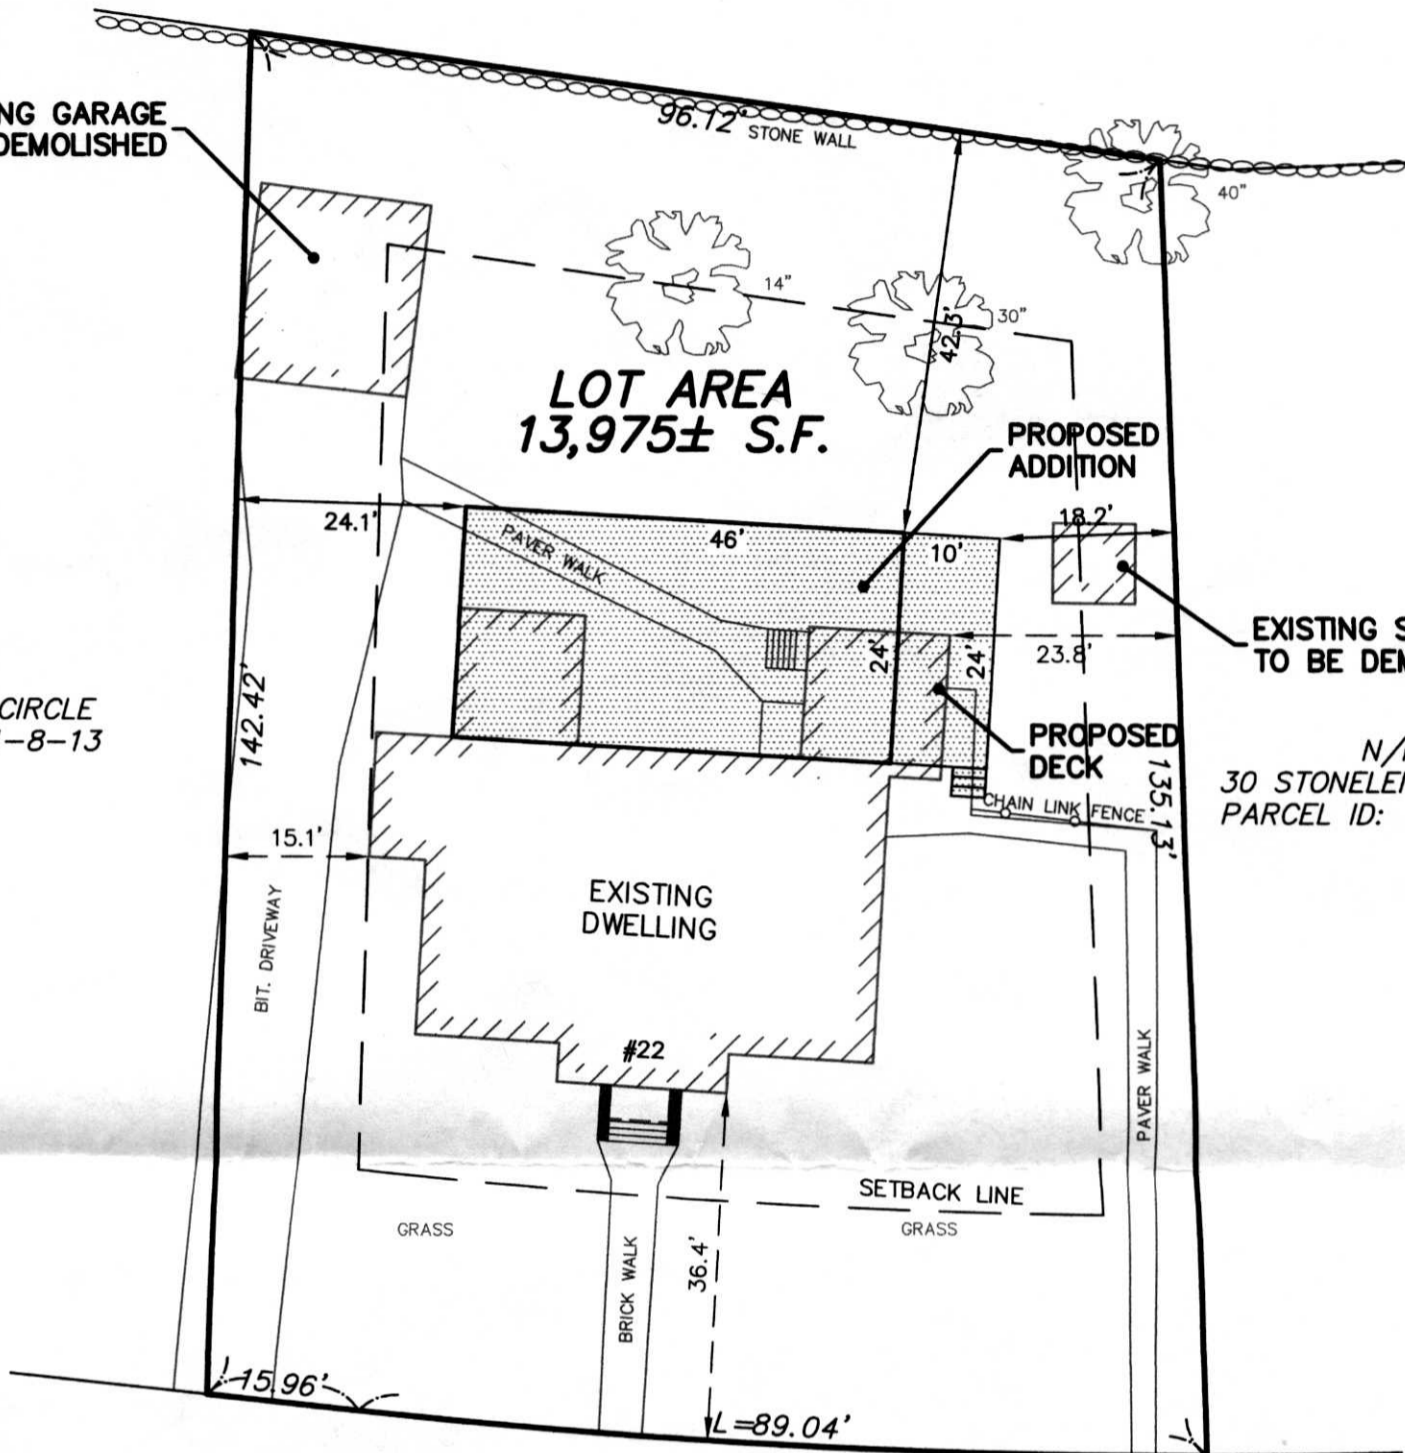 NG GARAGE
DEMOLISHED
96.12'
STONE WALL
40"
14"
30"
42.3'
LOT AREA
13,975± S.F.
PROPOSED
ADDITION
24.1'
46'
10'
18.2'
PAVER WALK
24'
24'
23.8'
EXISTING S
TO BE DEM
142.42'
CIRCLE
-8-13
PROPOSED
DECK
135.13'
N/
30 STONELE
PARCEL ID:
CHAIN LINK FENCE
15.1'
EXISTING
DWELLING
BIT. DRIVEWAY
#22
PAVER WALK
SETBACK LINE
GRASS
GRASS
36.4'
BRICK WALK
15.96'
L=89.04'